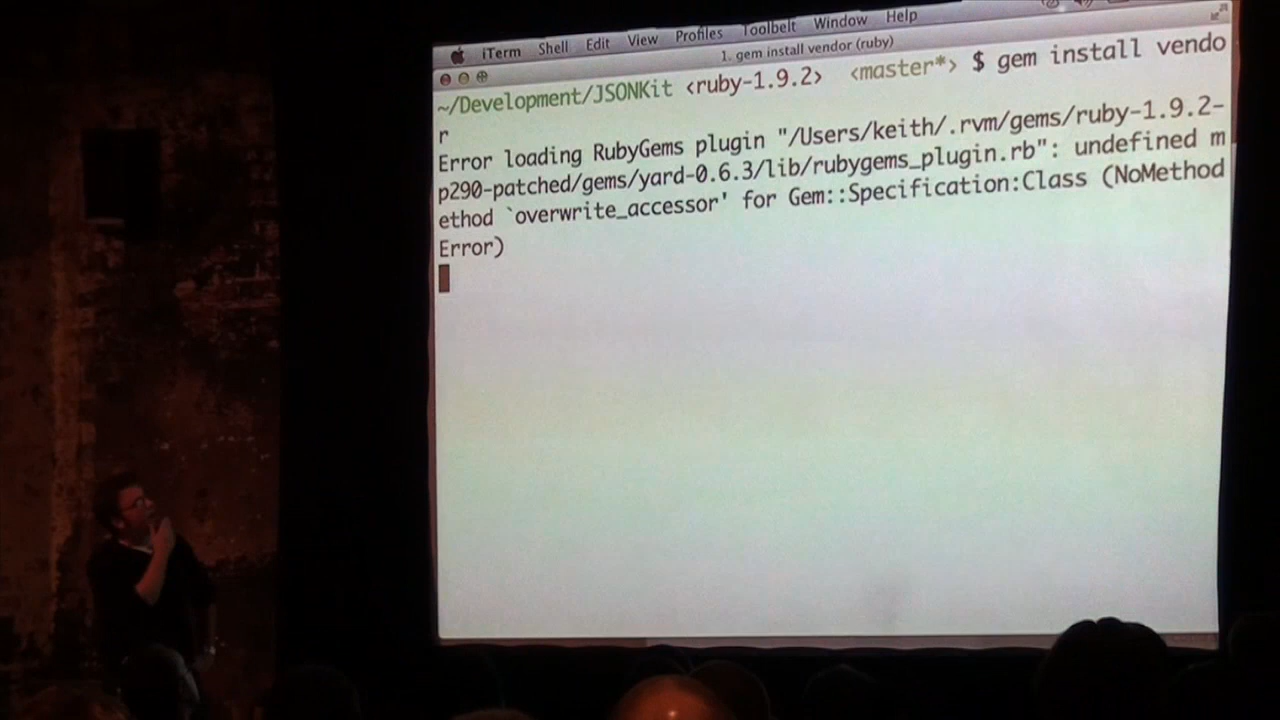 iTerm Shell Edit View Profiles Toolbelt Window Help
1. gem install vendor (ruby)
~/Development/JSONKit <ruby-1.9.2> <master*> $ gem install vendo
r
Error loading RubyGems plugin "/Users/keith/.rvm/gems/ruby-1.9.2-
p290-patched/gems/yard-0.6.3/lib/rubygems_plugin.rb": undefined m
ethod `overwrite_accessor' for Gem::Specification:Class (NoMethod
Error)